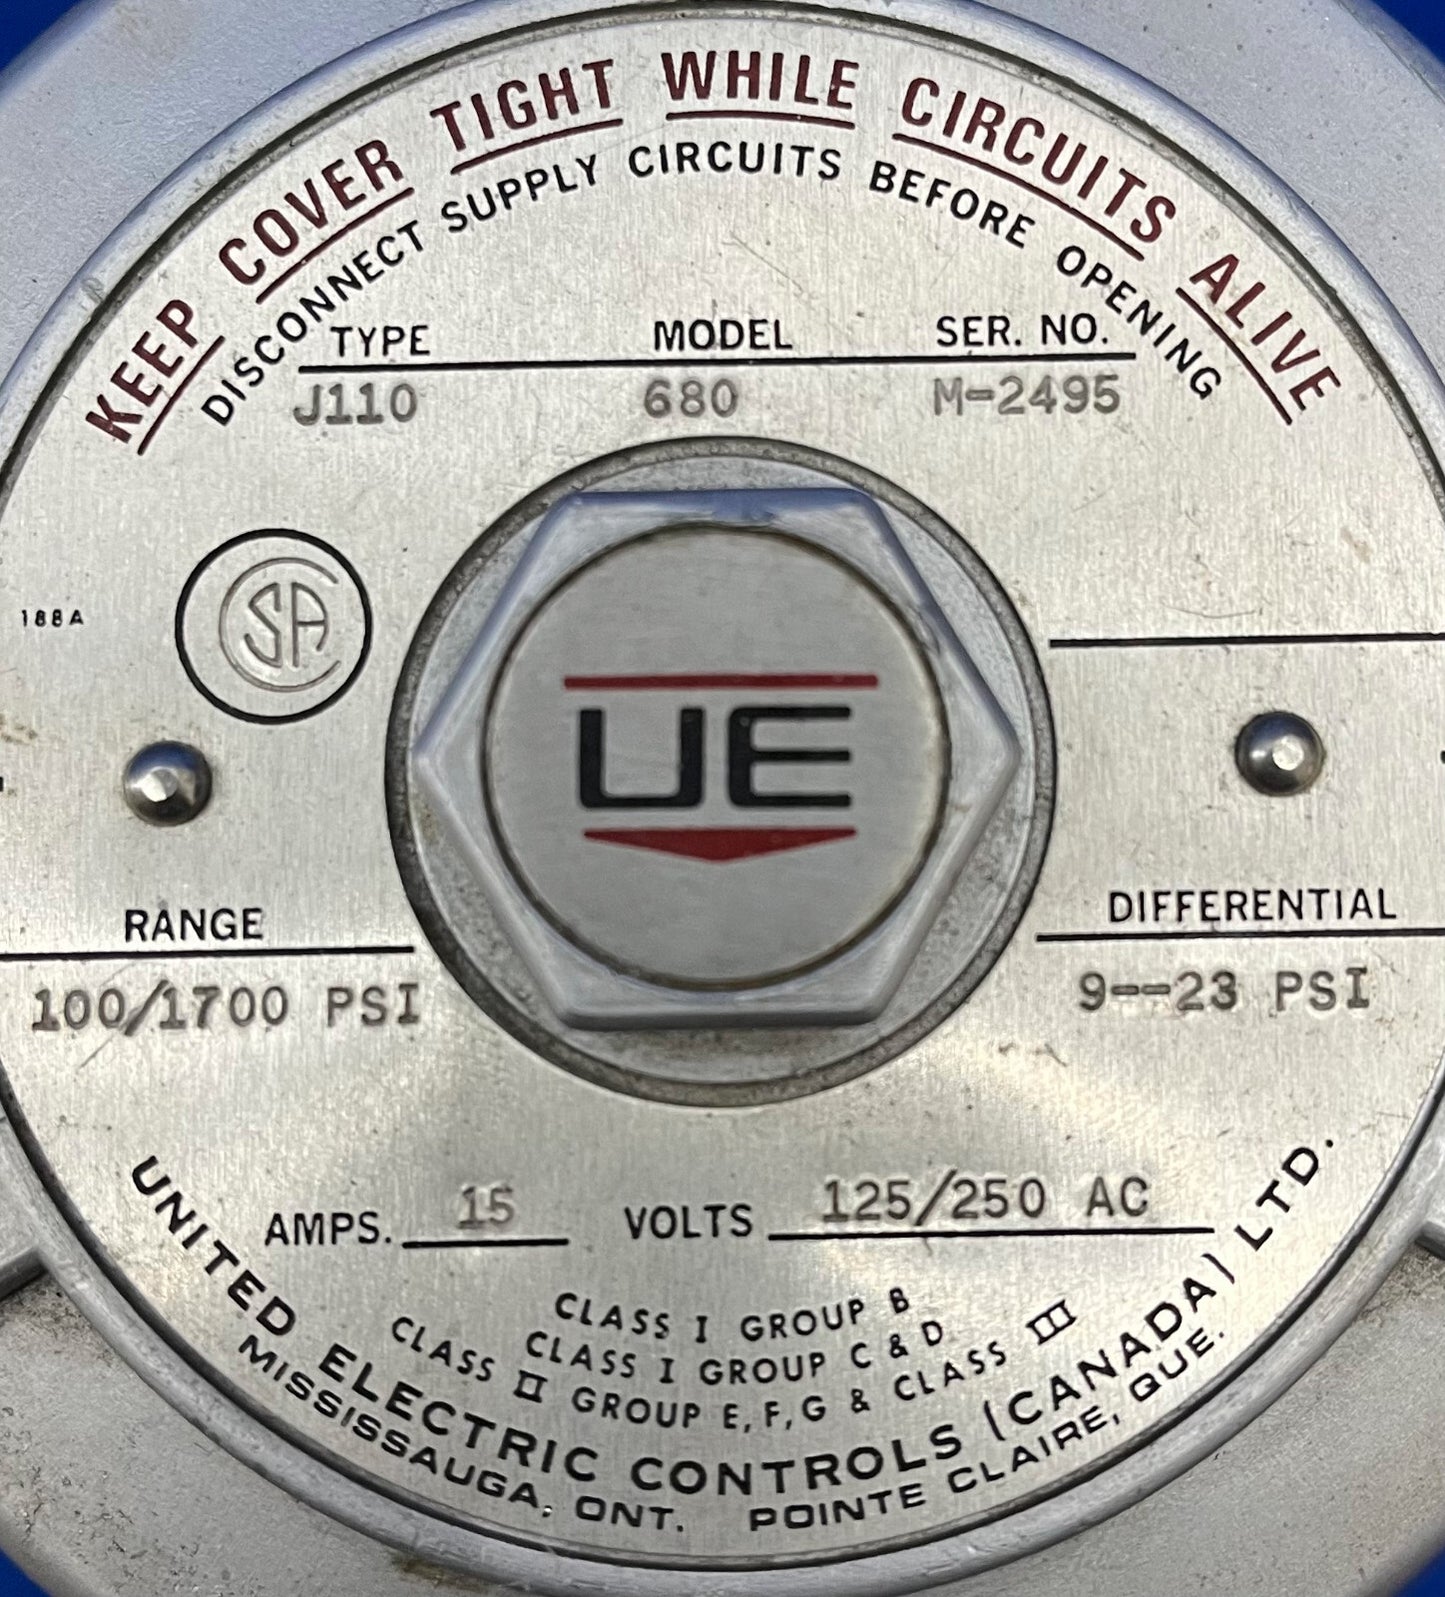 KEEP COVER TIGHT WHILE CIRCUITS ALIVE
DISCONNECT SUPPLY CIRCUITS BEFORE OPENING
TYPE MODEL SER. NO.
J110 680 M-2495
188A
CSA
UE
RANGE
100/1700 PSI
DIFFERENTIAL
9--23 PSI
AMPS. 15 VOLTS 125/250 AC
CLASS I GROUP B
CLASS I GROUP C & D
CLASS II GROUP E, F, G & CLASS III
UNITED ELECTRIC CONTROLS (CANADA) LTD.
MISSISSAUGA, ONT. POINTE CLAIRE, QUE.